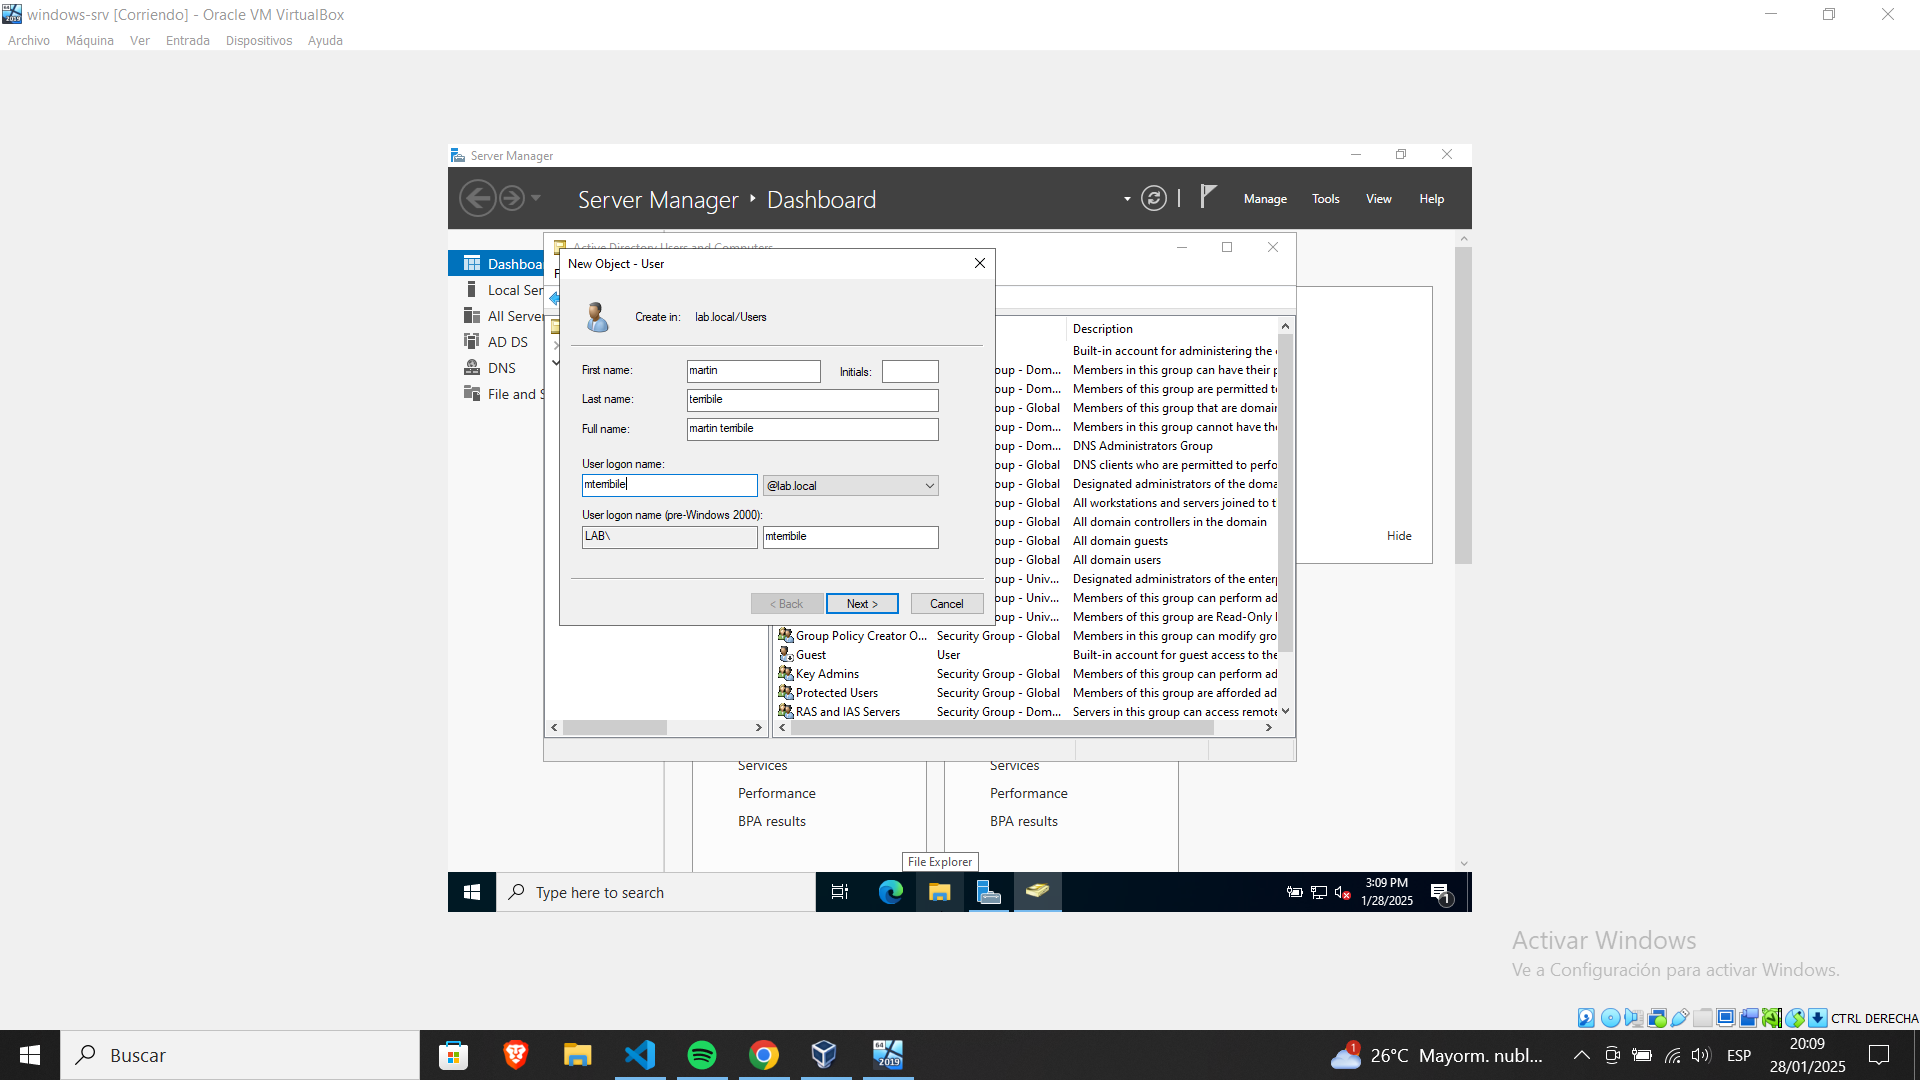 windows-srv [Corriendo] - Oracle VM VirtualBox
Archivo Máquina Ver Entrada Dispositivos Ayuda
Server Manager
Server Manager Dashboard
Manage Tools View Help
Active Directory Users and Computers
Dashboa
Local Ser
All Server
AD DS
DNS
File and S
New Object - User
Create in: lab.local/Users
First name: martin Initials:
Last name: terribile
Full name: martin terribile
User logon name:
mterribile @lab.local
User logon name (pre-Windows 2000):
LAB\ mterribile
< Back Next > Cancel
Description
Built-in account for administering the
oup - Dom... Members in this group can have their p
oup - Dom... Members of this group are permitted t
oup - Global Members of this group that are domain
oup - Dom... Members in this group cannot have the
oup - Dom... DNS Administrators Group
oup - Global DNS clients who are permitted to perfo
oup - Global Designated administrators of the doma
oup - Global All workstations and servers joined to t
oup - Global All domain controllers in the domain
oup - Global All domain guests
oup - Global All domain users
oup - Univ... Designated administrators of the enterp
oup - Univ... Members of this group can perform ad
oup - Univ... Members of this group are Read-Only
Group Policy Creator O... Security Group - Global Members in this group can modify gro
Guest User Built-in account for guest access to the
Key Admins Security Group - Global Members of this group can perform ad
Protected Users Security Group - Global Members of this group are afforded ad
RAS and IAS Servers Security Group - Dom... Servers in this group can access remote
Hide
Services Services
Performance Performance
BPA results BPA results
File Explorer
Type here to search
3:09 PM
1/28/2025
1
Activar Windows
Ve a Configuración para activar Windows.
CTRL DERECHA
Buscar
2019
1
26°C Mayorm. nubl...
ESP
20:09
28/01/2025